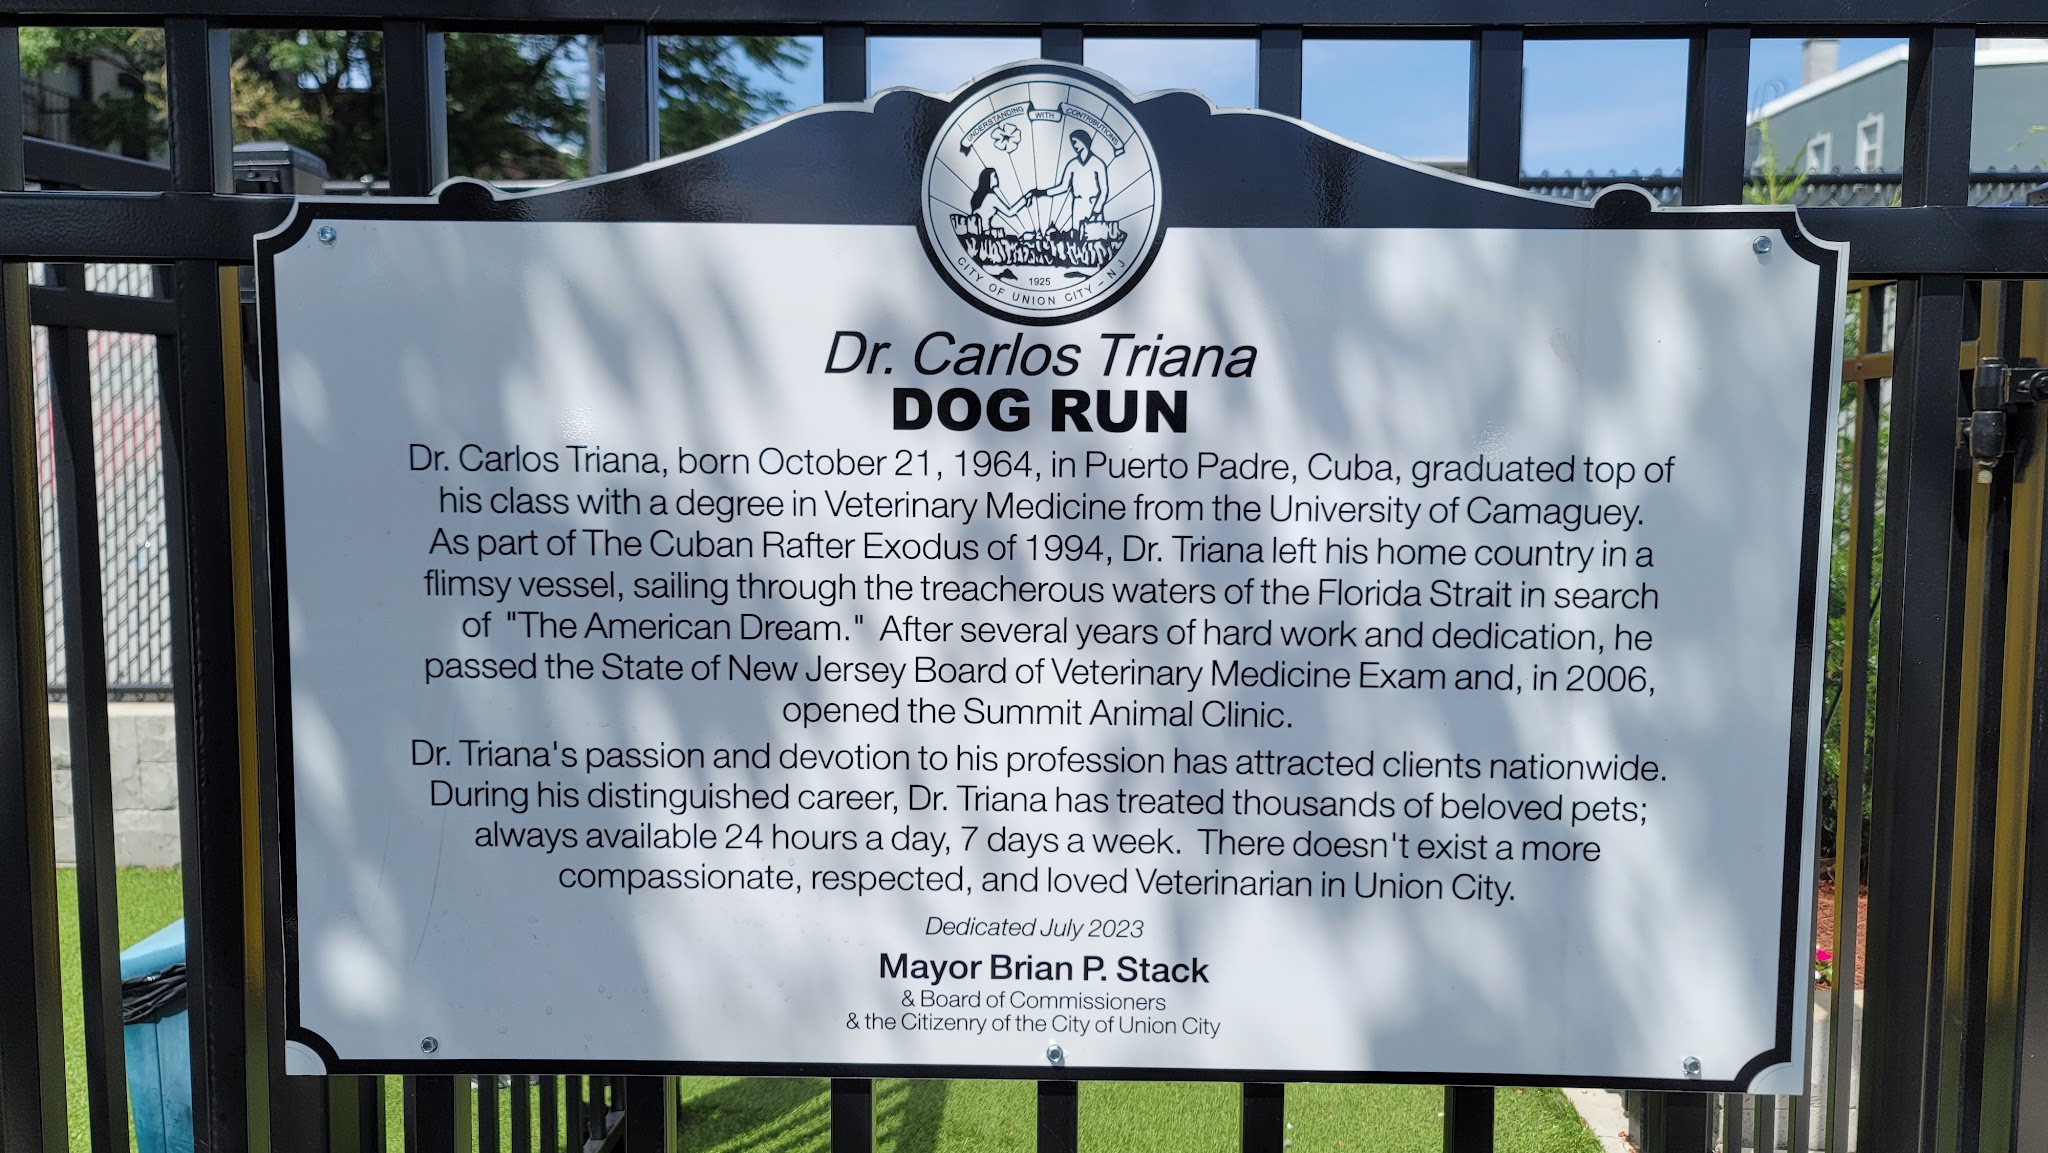 UNDERSTANDING WITH CONTRIBUTIONS
1925
CITY OF UNION CITY - NJ
Dr. Carlos Triana
DOG RUN
Dr. Carlos Triana, born October 21, 1964, in Puerto Padre, Cuba, graduated top of
his class with a degree in Veterinary Medicine from the University of Camaguey.
As part of The Cuban Rafter Exodus of 1994, Dr. Triana left his home country in a
flimsy vessel, sailing through the treacherous waters of the Florida Strait in search
of "The American Dream." After several years of hard work and dedication, he
passed the State of New Jersey Board of Veterinary Medicine Exam and, in 2006,
opened the Summit Animal Clinic.
Dr. Triana's passion and devotion to his profession has attracted clients nationwide.
During his distinguished career, Dr. Triana has treated thousands of beloved pets;
always available 24 hours a day, 7 days a week. There doesn't exist a more
compassionate, respected, and loved Veterinarian in Union City.
Dedicated July 2023
Mayor Brian P. Stack
& Board of Commissioners
& the Citizenry of the City of Union City